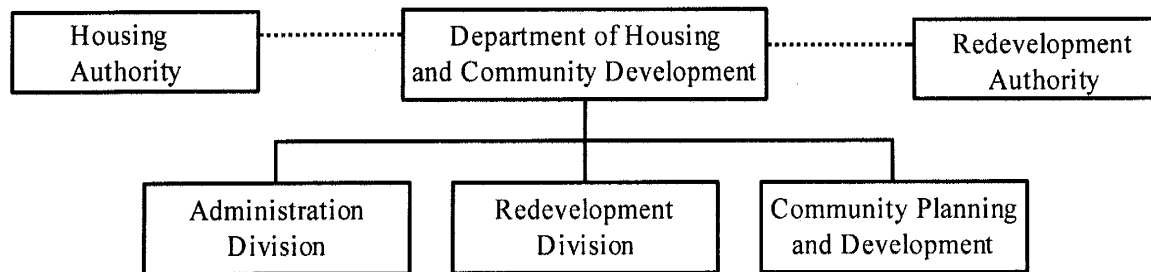 Housing
Authority
Department of Housing
and Community Development
Redevelopment
Authority
Administration
Division
Redevelopment
Division
Community Planning
and Development